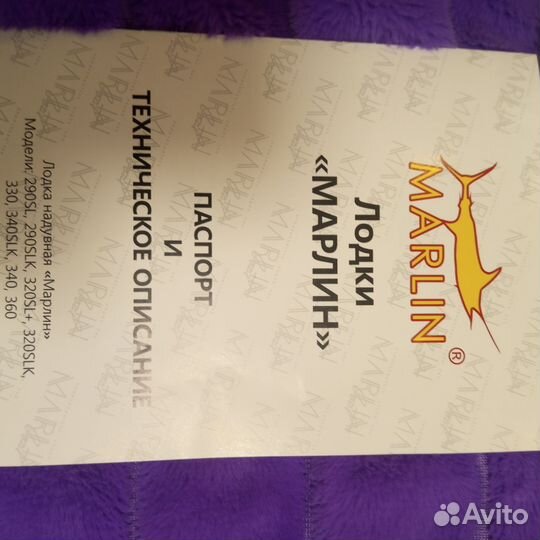 MARLIN®
Лодки
«МАРЛИН»
ПАСПОРТ
И
ТЕХНИЧЕСКОЕ ОПИСАНИЕ
Лодка надувная «Марлин»
Модели: 290SL, 290SLK, 320SL+, 320SLK,
330, 340SLK, 340, 360
Avito